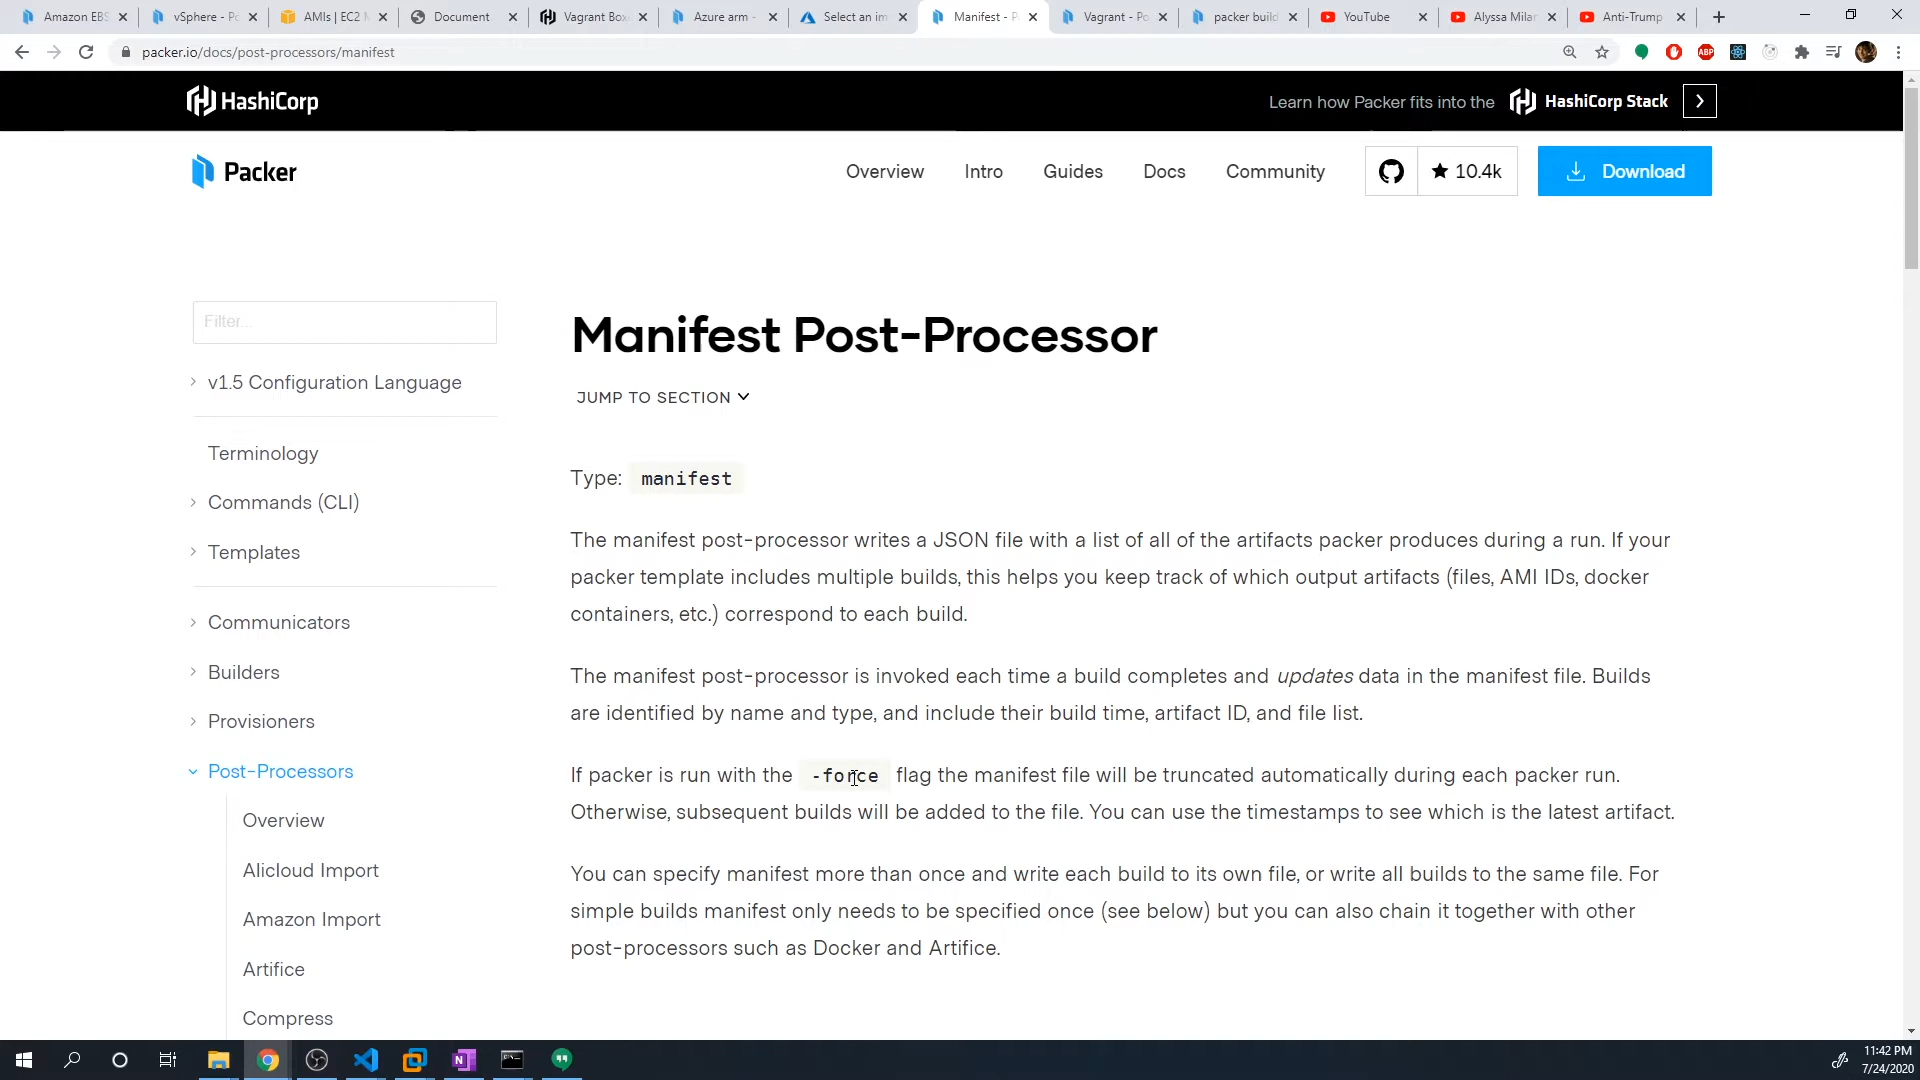 Amazon EBS
vSphere - Pa
AMIs | EC2 M
Document
Vagrant Box
Azure arm -
Select an im
Manifest - P
Vagrant - Po
packer build
YouTube
Alyssa Milan
Anti-Trump
packer.io/docs/post-processors/manifest
ABP
HashiCorp
Learn how Packer fits into the HashiCorp Stack
Packer
Overview
Intro
Guides
Docs
Community
10.4k
Download
Filter...
v1.5 Configuration Language
Terminology
Commands (CLI)
Templates
Communicators
Builders
Provisioners
Post-Processors
Overview
Alicloud Import
Amazon Import
Artifice
Compress
Manifest Post-Processor
JUMP TO SECTION
Type: manifest
The manifest post-processor writes a JSON file with a list of all of the artifacts packer produces during a run. If your
packer template includes multiple builds, this helps you keep track of which output artifacts (files, AMI IDs, docker
containers, etc.) correspond to each build.
The manifest post-processor is invoked each time a build completes and updates data in the manifest file. Builds
are identified by name and type, and include their build time, artifact ID, and file list.
If packer is run with the -force flag the manifest file will be truncated automatically during each packer run.
Otherwise, subsequent builds will be added to the file. You can use the timestamps to see which is the latest artifact.
You can specify manifest more than once and write each build to its own file, or write all builds to the same file. For
simple builds manifest only needs to be specified once (see below) but you can also chain it together with other
post-processors such as Docker and Artifice.
11:42 PM
7/24/2020